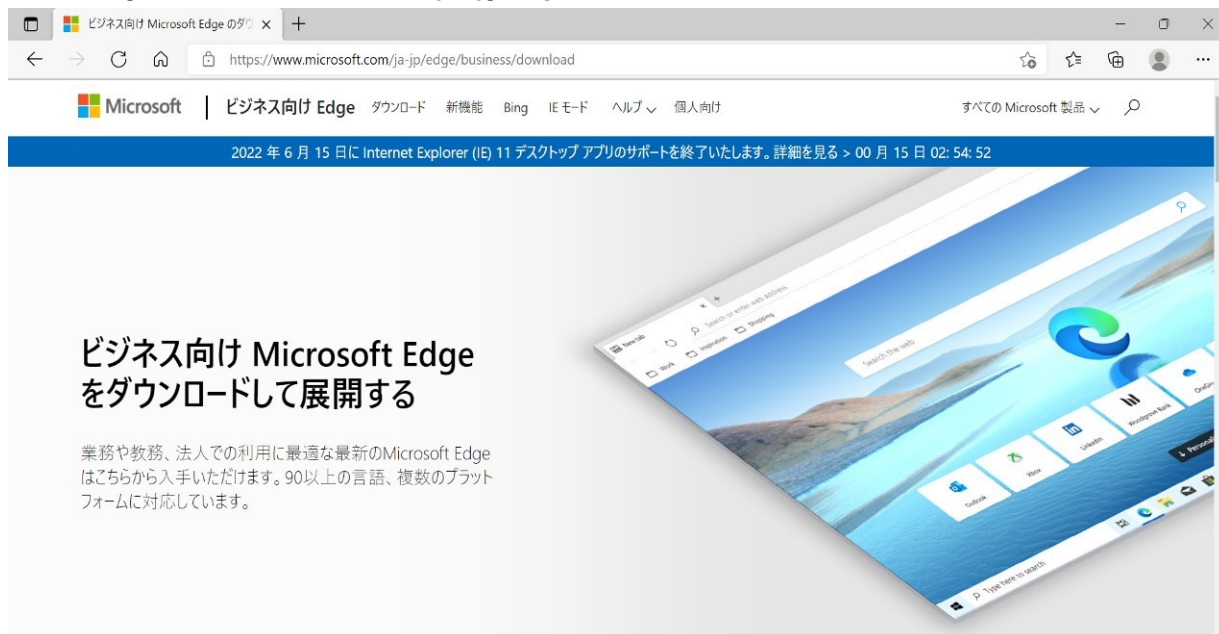 ビジネス向け Microsoft Edge のダウ
https://www.microsoft.com/ja-jp/edge/business/download
Microsoft ビジネス向け Edge ダウンロード 新機能 Bing IE モード ヘルプ 個人向け すべての Microsoft 製品
2022 年 6 月 15 日に Internet Explorer (IE) 11 デスクトップ アプリのサポートを終了いたします。詳細を見る > 00 月 15 日 02: 54: 52
New tab
Search or enter web address
Work Inspiration Shopping
Search the web
ビジネス向け Microsoft Edge
をダウンロードして展開する
業務や教務、法人での利用に最適な最新のMicrosoft Edge
はこちらから入手いただけます。90以上の言語、複数のプラット
フォームに対応しています。
Outlook Xbox LinkedIn Woodgrove Bank
Type here to search